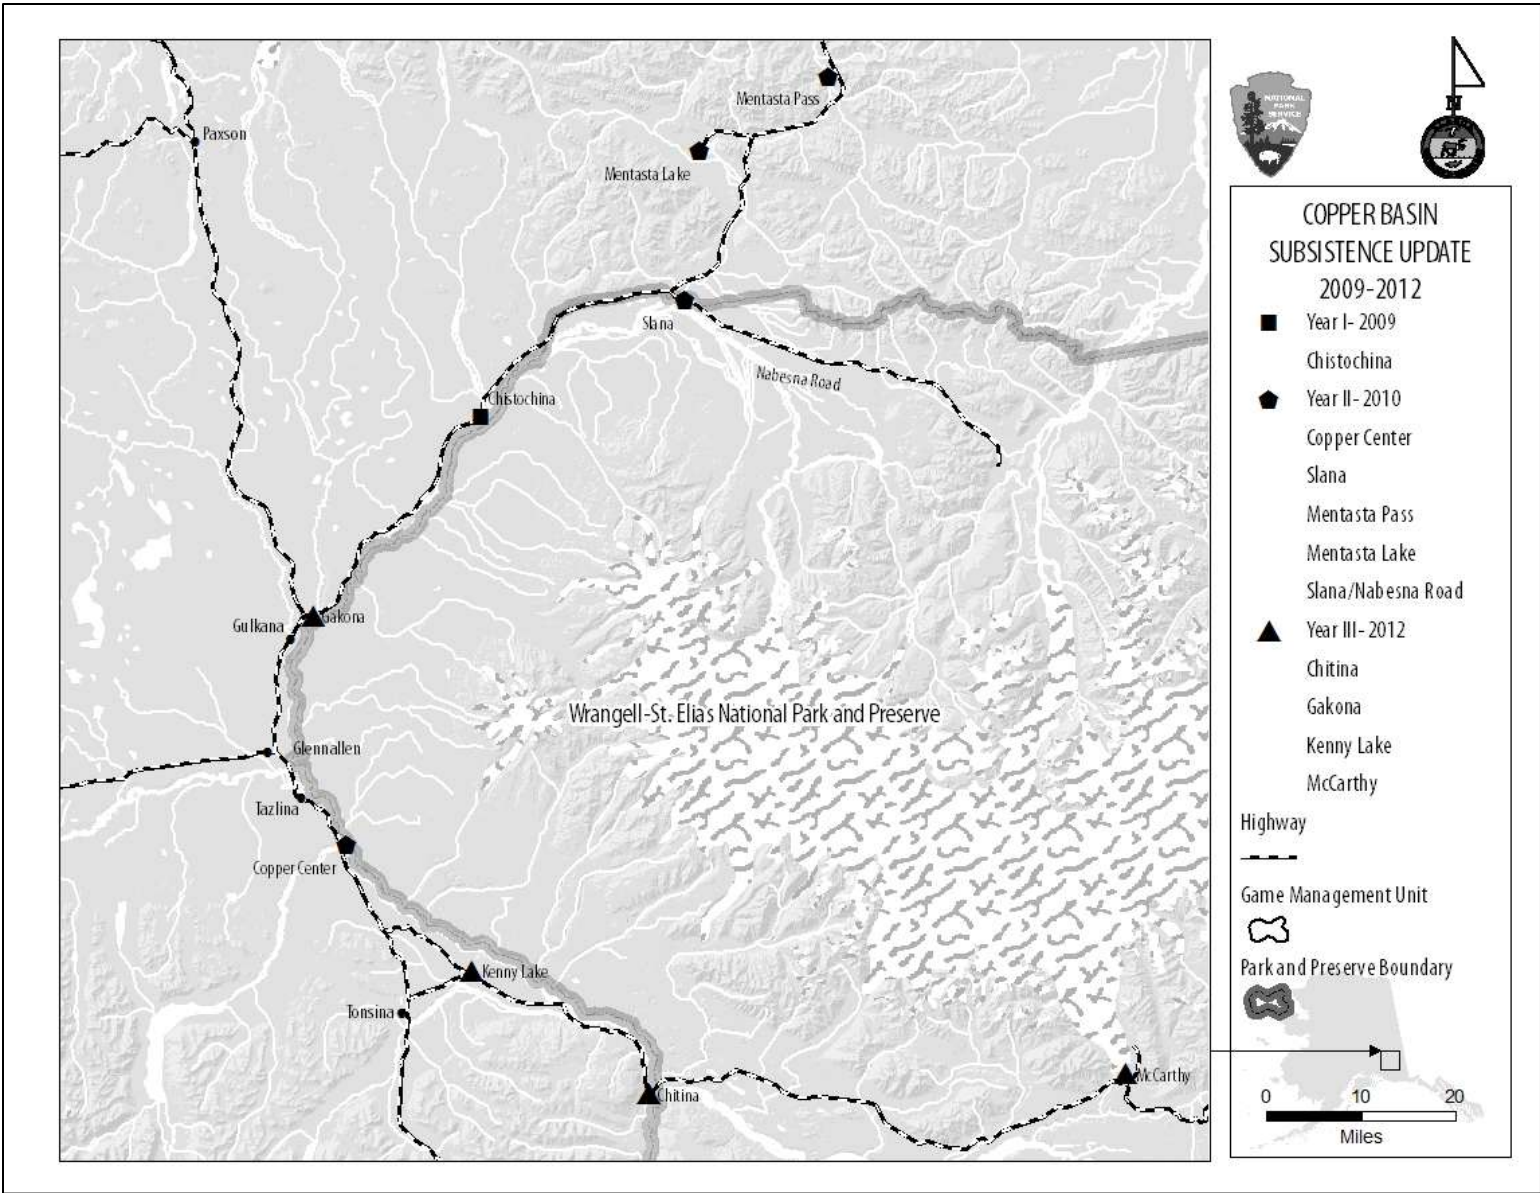 Mentasta Pass
Paxson
Mentasta Lake
Slana
Nabesna Road
Chistochina
Gakona
Gulkana
Wrangell-St. Elias National Park and Preserve
Glennallen
Tazlina
Copper Center
Kenny Lake
Tonsina
Chitina
McCarthy
NATIONAL
PARK
SERVICE
N
COPPER BASIN
SUBSISTENCE UPDATE
2009-2012
Year I- 2009
Chistochina
Year II- 2010
Copper Center
Slana
Mentasta Pass
Mentasta Lake
Slana/Nabesna Road
Year III- 2012
Chitina
Gakona
Kenny Lake
McCarthy
Highway
Game Management Unit
Park and Preserve Boundary
0 10 20
Miles